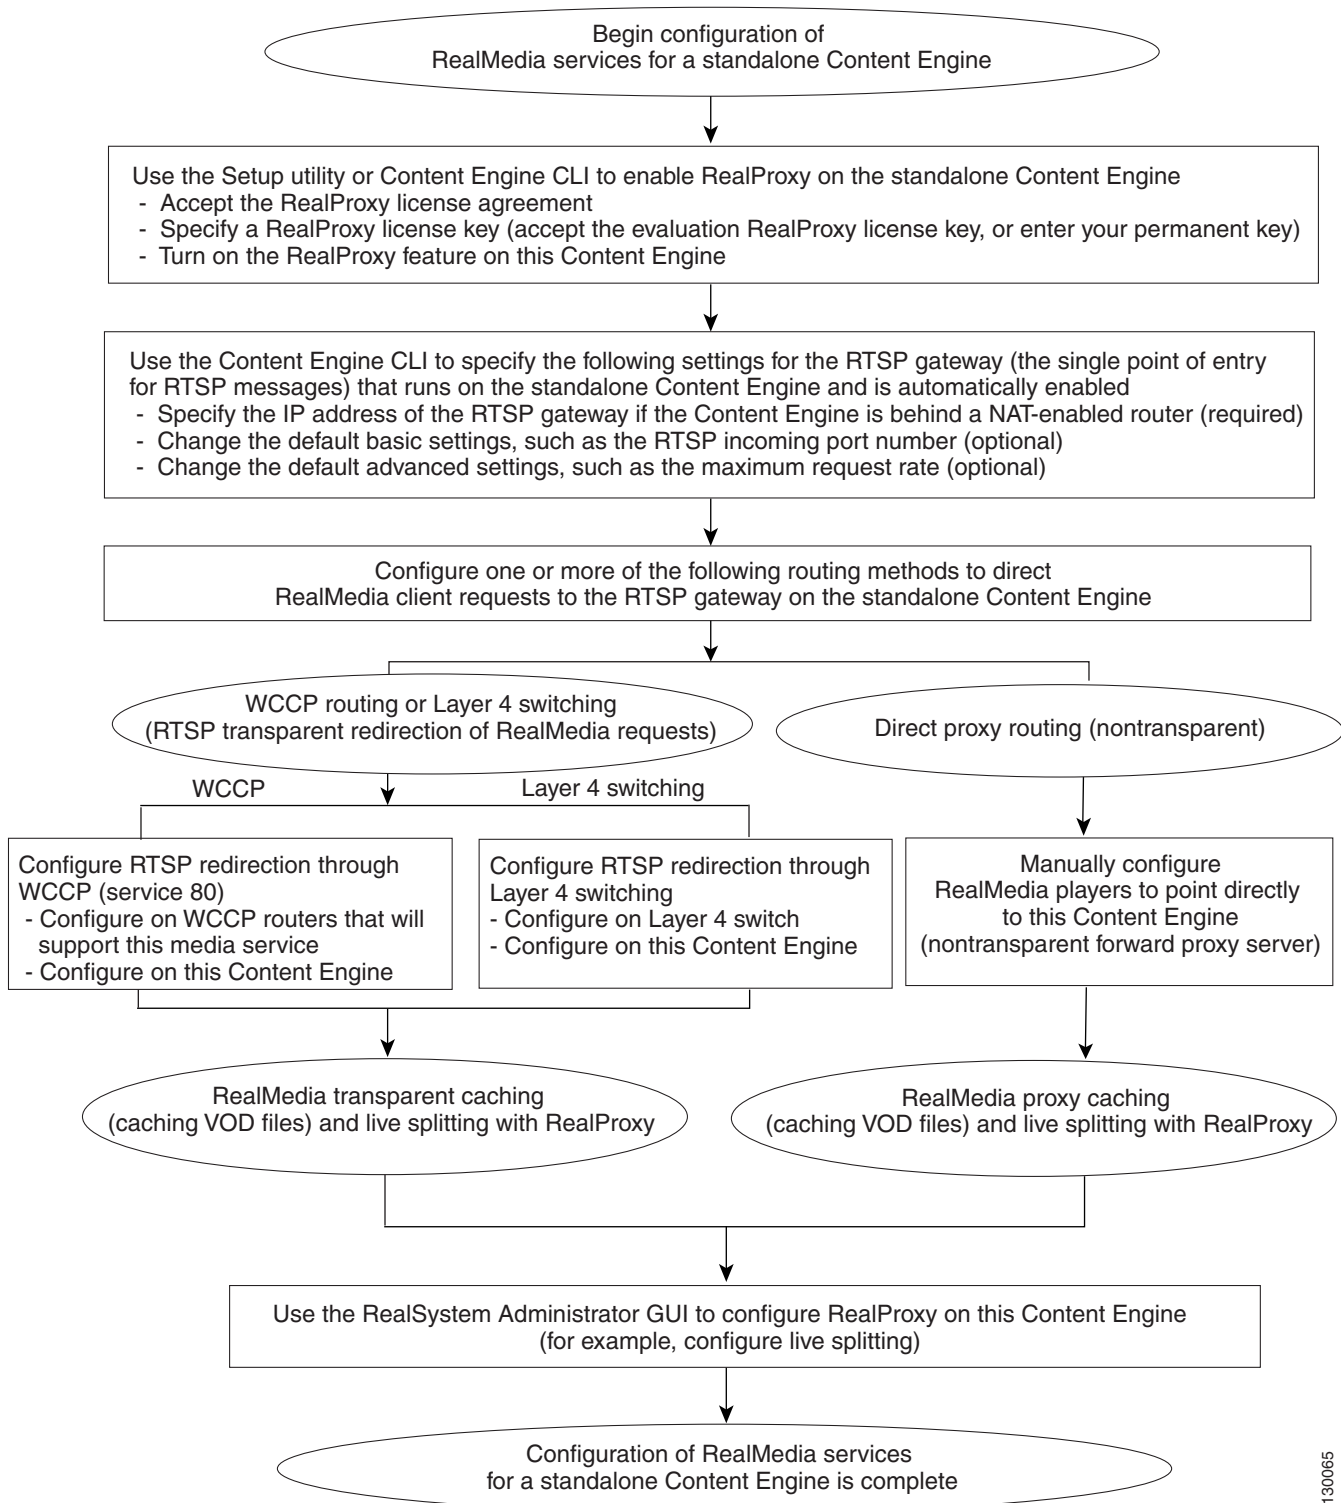 Begin configuration of
RealMedia services for a standalone Content Engine
Use the Setup utility or Content Engine CLI to enable RealProxy on the standalone Content Engine
- Accept the RealProxy license agreement
- Specify a RealProxy license key (accept the evaluation RealProxy license key, or enter your permanent key)
- Turn on the RealProxy feature on this Content Engine
Use the Content Engine CLI to specify the following settings for the RTSP gateway (the single point of entry
for RTSP messages) that runs on the standalone Content Engine and is automatically enabled
- Specify the IP address of the RTSP gateway if the Content Engine is behind a NAT-enabled router (required)
- Change the default basic settings, such as the RTSP incoming port number (optional)
- Change the default advanced settings, such as the maximum request rate (optional)
Configure one or more of the following routing methods to direct
RealMedia client requests to the RTSP gateway on the standalone Content Engine
WCCP routing or Layer 4 switching
(RTSP transparent redirection of RealMedia requests)
Direct proxy routing (nontransparent)
WCCP
Layer 4 switching
Configure RTSP redirection through
WCCP (service 80)
- Configure on WCCP routers that will
support this media service
- Configure on this Content Engine
Configure RTSP redirection through
Layer 4 switching
- Configure on Layer 4 switch
- Configure on this Content Engine
Manually configure
RealMedia players to point directly
to this Content Engine
(nontransparent forward proxy server)
RealMedia transparent caching
(caching VOD files) and live splitting with RealProxy
RealMedia proxy caching
(caching VOD files) and live splitting with RealProxy
Use the RealSystem Administrator GUI to configure RealProxy on this Content Engine
(for example, configure live splitting)
Configuration of RealMedia services
for a standalone Content Engine is complete
130065